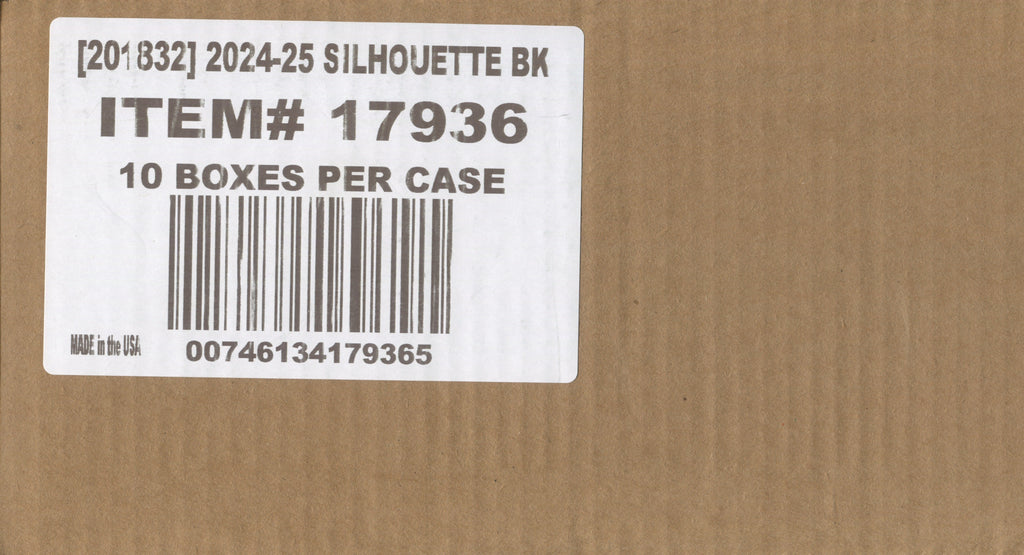 [201832] 2024-25 SILHOUETTE BK
ITEM# 17936
10 BOXES PER CASE
MADE in the USA
00746134179365